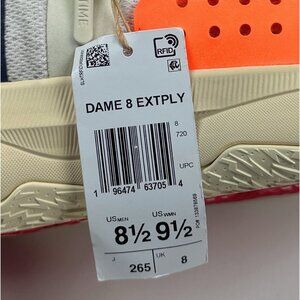 TIME
RFID
DAME 8 EXTPLY
8
720
UPC
1 96474 63705 4
US MEN US WMN
8½ 9½
J UK
265 8